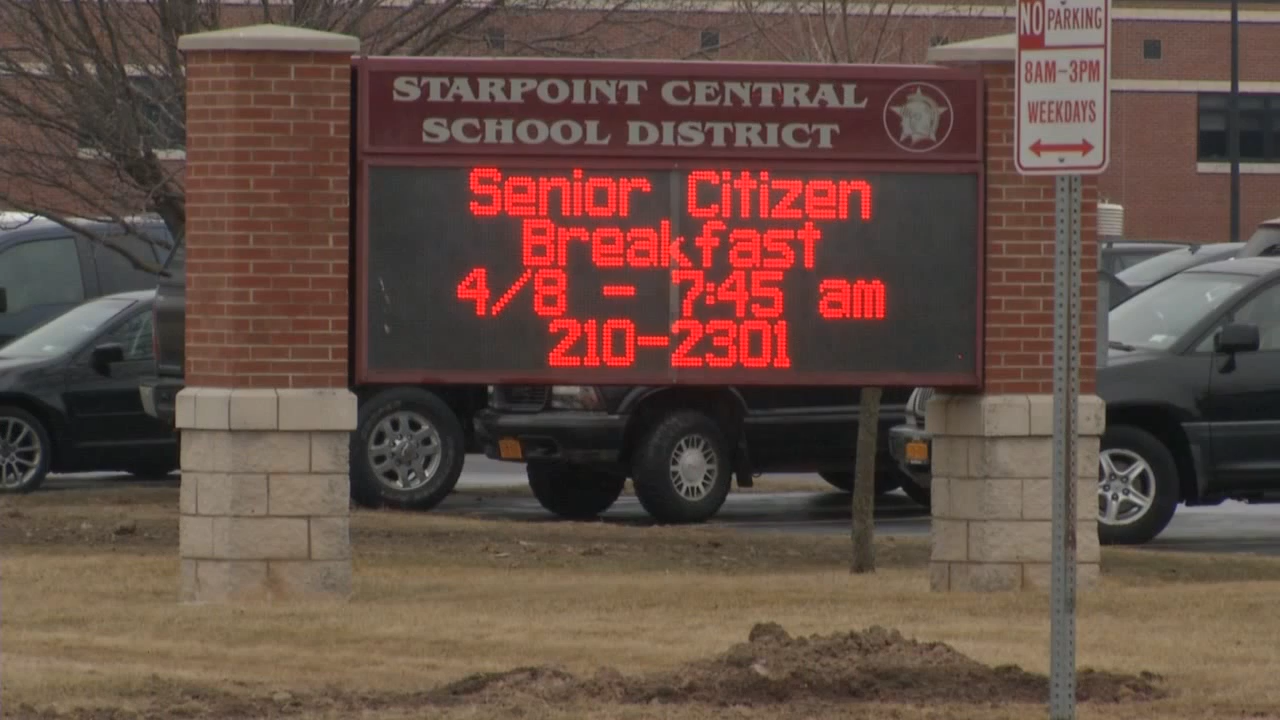 STARPOINT CENTRAL
SCHOOL DISTRICT
Senior Citizen
Breakfast
4/8 - 7:45 am
210-2301
NO PARKING
8AM-3PM
WEEKDAYS